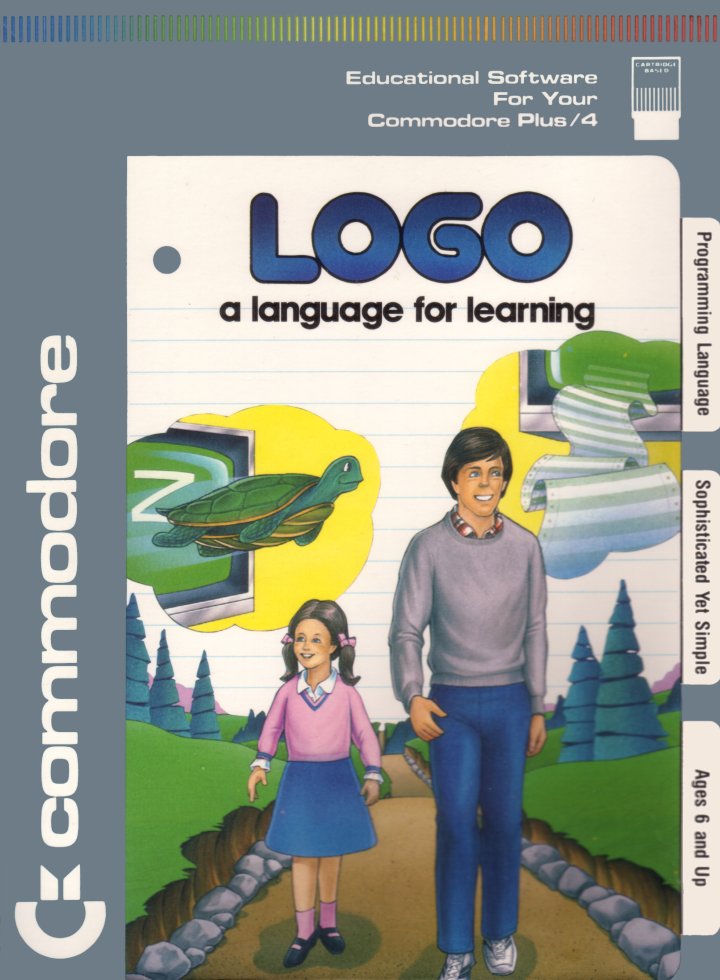 Educational Software
For Your
Commodore Plus/4
CARTRIDGE
BASED
LOGO
a language for learning
Programming Language
Sophisticated Yet Simple
Ages 6 and Up
commodore
N